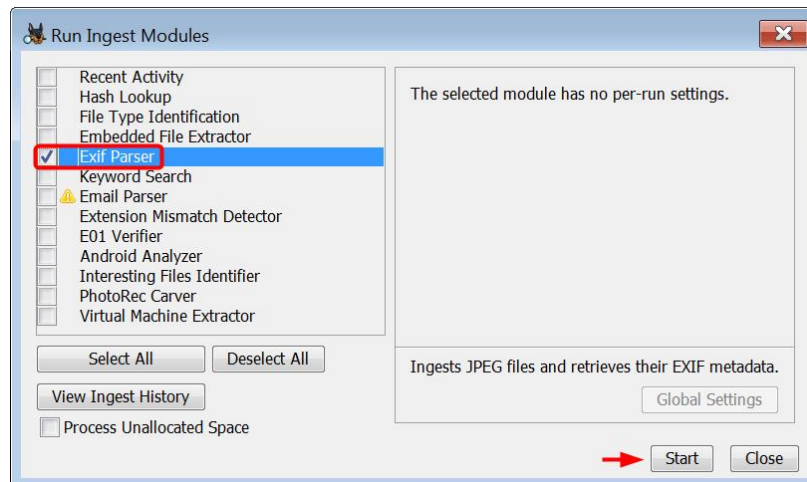 Run Ingest Modules
Recent Activity
Hash Lookup
File Type Identification
Embedded File Extractor
Exif Parser
Keyword Search
Email Parser
Extension Mismatch Detector
E01 Verifier
Android Analyzer
Interesting Files Identifier
PhotoRec Carver
Virtual Machine Extractor
Select All
Deselect All
View Ingest History
Process Unallocated Space
The selected module has no per-run settings.
Ingests JPEG files and retrieves their EXIF metadata.
Global Settings
Start
Close